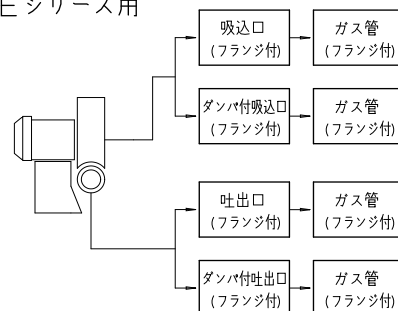 Eシリーズ用
吸込口
(フランジ付)
ガス管
(フランジ付)
ダンパ付吸込口
(フランジ付)
ガス管
(フランジ付)
吐出口
(フランジ付)
ガス管
(フランジ付)
ダンパ付吐出口
(フランジ付)
ガス管
(フランジ付)